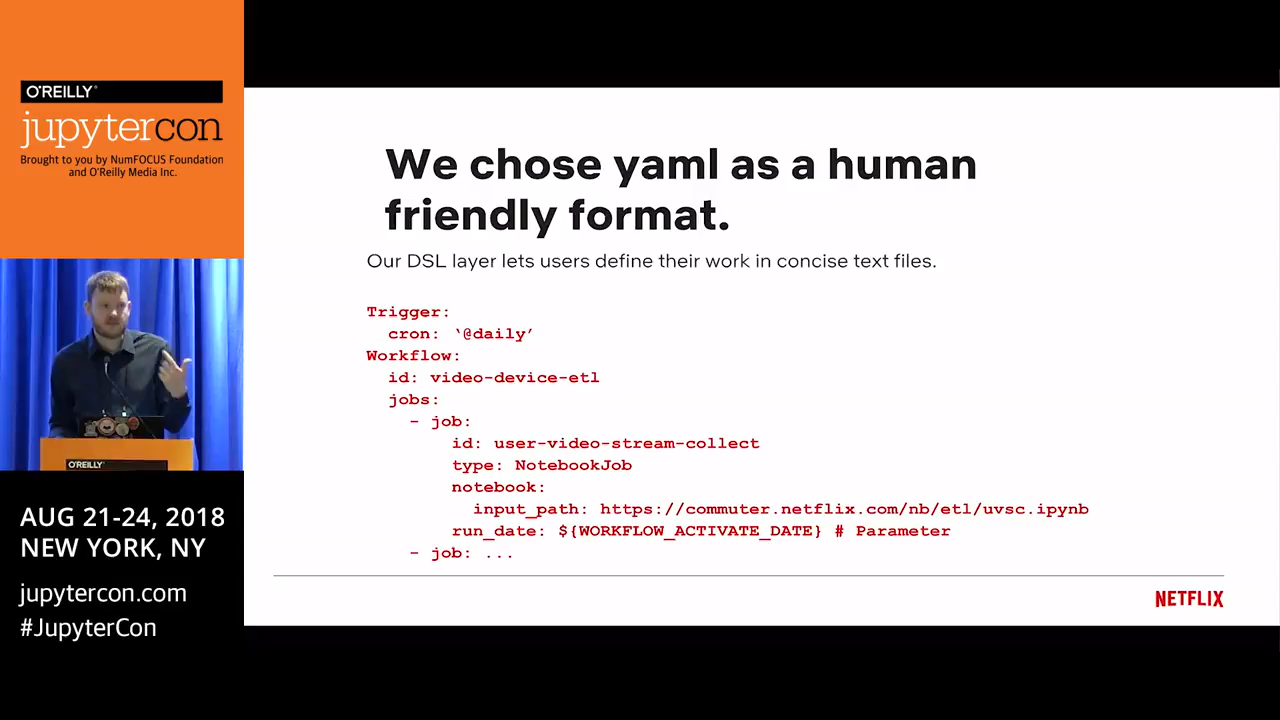 O'REILLY®
jupytercon
Brought to you by NumFOCUS Foundation
and O'Reilly Media Inc.
We chose yaml as a human
friendly format.
Our DSL layer lets users define their work in concise text files.
Trigger:
  cron: ‘@daily’
Workflow:
  id: video-device-etl
  jobs:
    - job:
        id: user-video-stream-collect
        type: NotebookJob
        notebook:
          input_path: https://commuter.netflix.com/nb/etl/uvsc.ipynb
        run_date: ${WORKFLOW_ACTIVATE_DATE} # Parameter
    - job: ...
NETFLIX
O'REILLY®
AUG 21-24, 2018
NEW YORK, NY
jupytercon.com
#JupyterCon